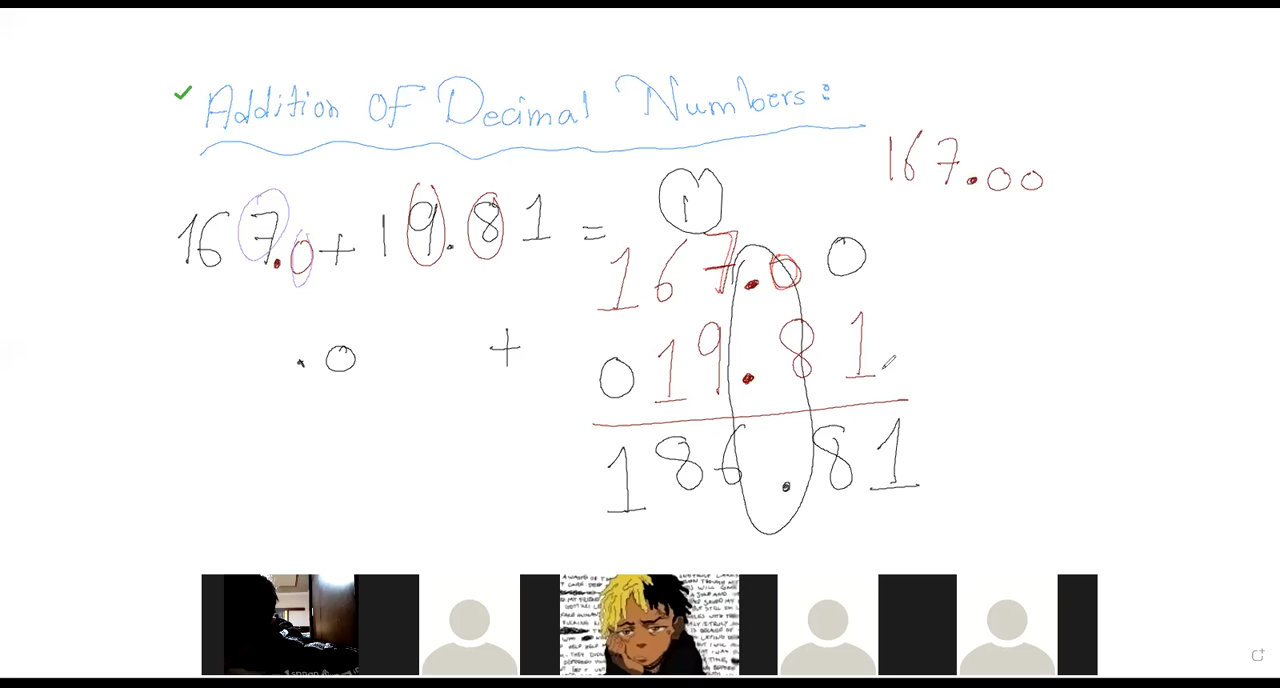 Addition Of Decimal Numbers:
167.00
167.0 + 19.81 =
1
167.00
.0 + 019.81
186.81